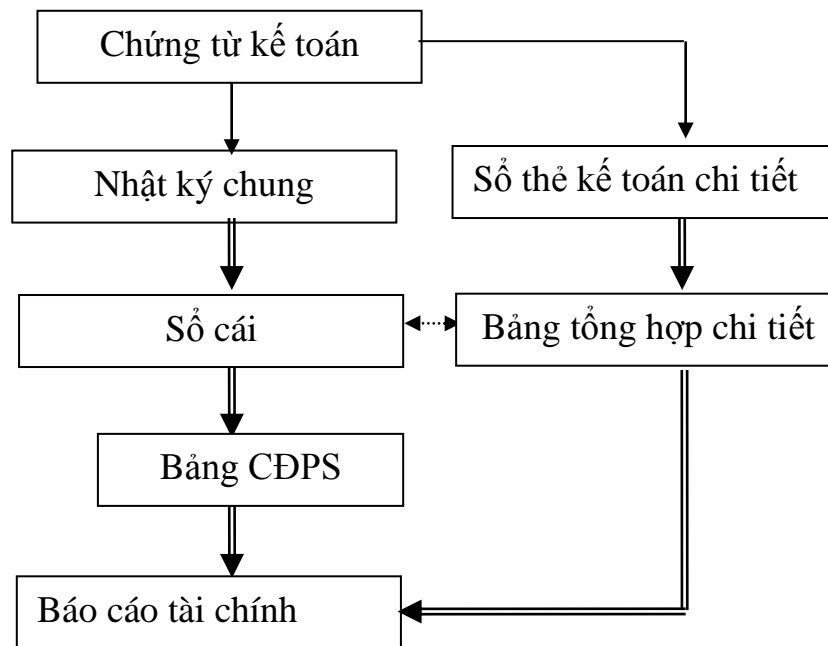 Chứng từ kế toán
Nhật ký chung
Sổ thẻ kế toán chi tiết
Sổ cái
Bảng tổng hợp chi tiết
Bảng CĐPS
Báo cáo tài chính